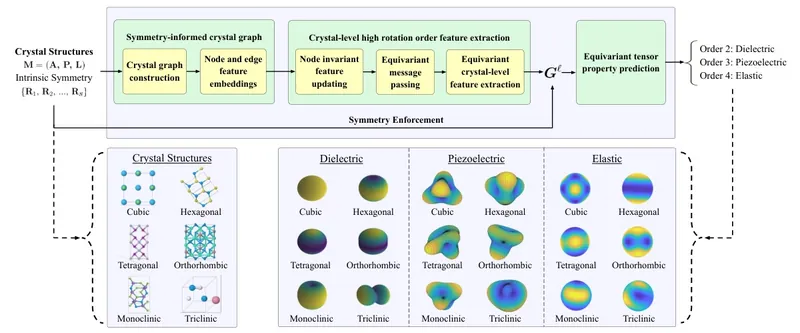 Symmetry-informed crystal graph
Crystal-level high rotation order feature extraction
Crystal Structures
M = (A, P, L)
Intrinsic Symmetry
{R₁, R₂, ..., Rₙ}
Crystal graph
construction
Node and edge
feature
embeddings
Node invariant
feature
updating
Equivariant
message
passing
Equivariant
crystal-level
feature extraction
G^ℓ
Equivariant tensor
property prediction
Order 2: Dielectric
Order 3: Piezoelectric
Order 4: Elastic
Symmetry Enforcement
Crystal Structures
Cubic Hexagonal
Tetragonal Orthorhombic
Monoclinic Triclinic
Dielectric
Cubic Hexagonal
Tetragonal Orthorhombic
Monoclinic Triclinic
Piezoelectric
Cubic Hexagonal
Tetragonal Orthorhombic
Monoclinic Triclinic
Elastic
Cubic Hexagonal
Tetragonal Orthorhombic
Monoclinic Triclinic